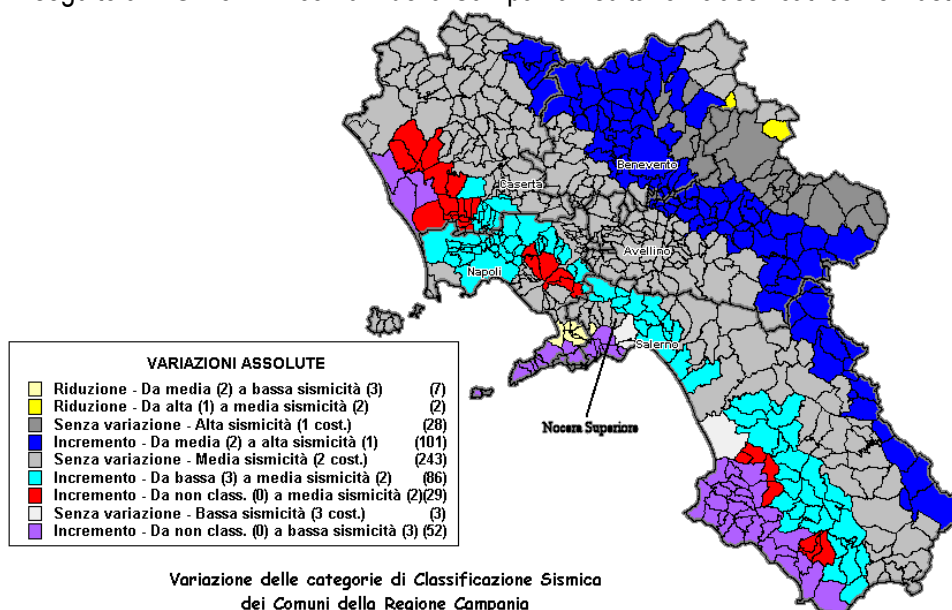 Benevento
Caserta
Avellino
Napoli
Salerno
Nocera Superiore
VARIAZIONI ASSOLUTE
Riduzione - Da media (2) a bassa sismicità (3) (7)
Riduzione - Da alta (1) a media sismicità (2) (2)
Senza variazione - Alta sismicità (1 cost.) (28)
Incremento - Da media (2) a alta sismicità (1) (101)
Senza variazione - Media sismicità (2 cost.) (243)
Incremento - Da bassa (3) a media sismicità (2) (86)
Incremento - Da non class. (0) a media sismicità (2)(29)
Senza variazione - Bassa sismicità (3 cost.) (3)
Incremento - Da non class. (0) a bassa sismicità (3) (52)
Variazione delle categorie di Classificazione Sismica
dei Comuni della Regione Campania